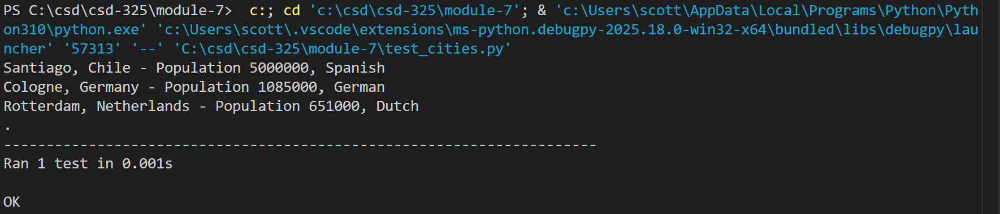 PS C:\csd\csd-325\module-7>  c:; cd 'c:\csd\csd-325\module-7'; & 'c:\Users\scott\AppData\Local\Programs\Python\Pyth
on310\python.exe' 'c:\Users\scott\.vscode\extensions\ms-python.debugpy-2025.18.0-win32-x64\bundled\libs\debugpy\lau
ncher' '57313' '--' 'C:\csd\csd-325\module-7\test_cities.py'
Santiago, Chile - Population 5000000, Spanish
Cologne, Germany - Population 1085000, German
Rotterdam, Netherlands - Population 651000, Dutch
.
----------------------------------------------------------------------
Ran 1 test in 0.001s

OK